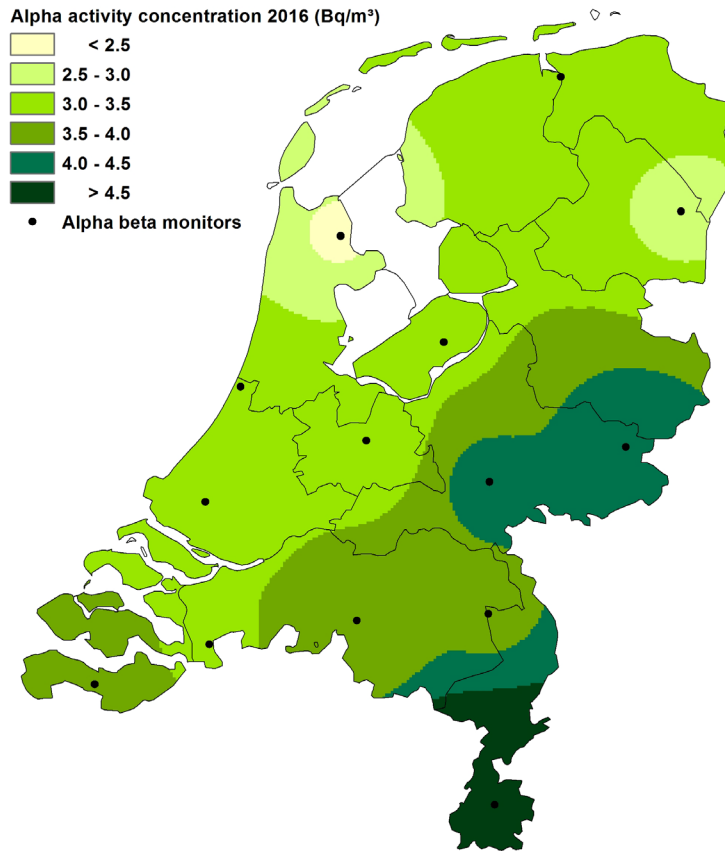 Alpha activity concentration 2016 (Bq/m³)
< 2.5
2.5 - 3.0
3.0 - 3.5
3.5 - 4.0
4.0 - 4.5
> 4.5
Alpha beta monitors